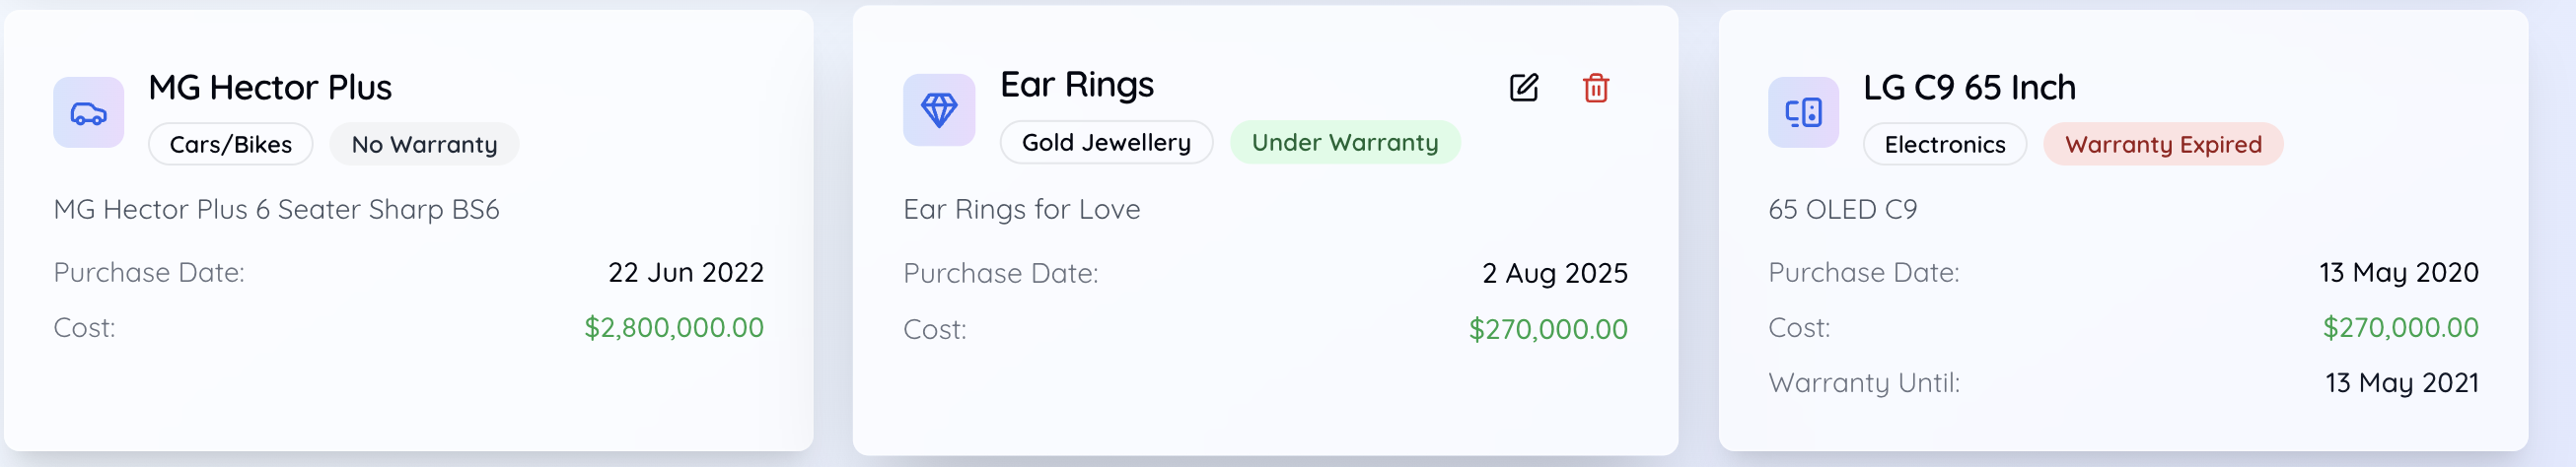 MG Hector Plus
Cars/Bikes No Warranty
MG Hector Plus 6 Seater Sharp BS6
Purchase Date: 22 Jun 2022
Cost: $2,800,000.00
Ear Rings
Gold Jewellery Under Warranty
Ear Rings for Love
Purchase Date: 2 Aug 2025
Cost: $270,000.00
LG C9 65 Inch
Electronics Warranty Expired
65 OLED C9
Purchase Date: 13 May 2020
Cost: $270,000.00
Warranty Until: 13 May 2021